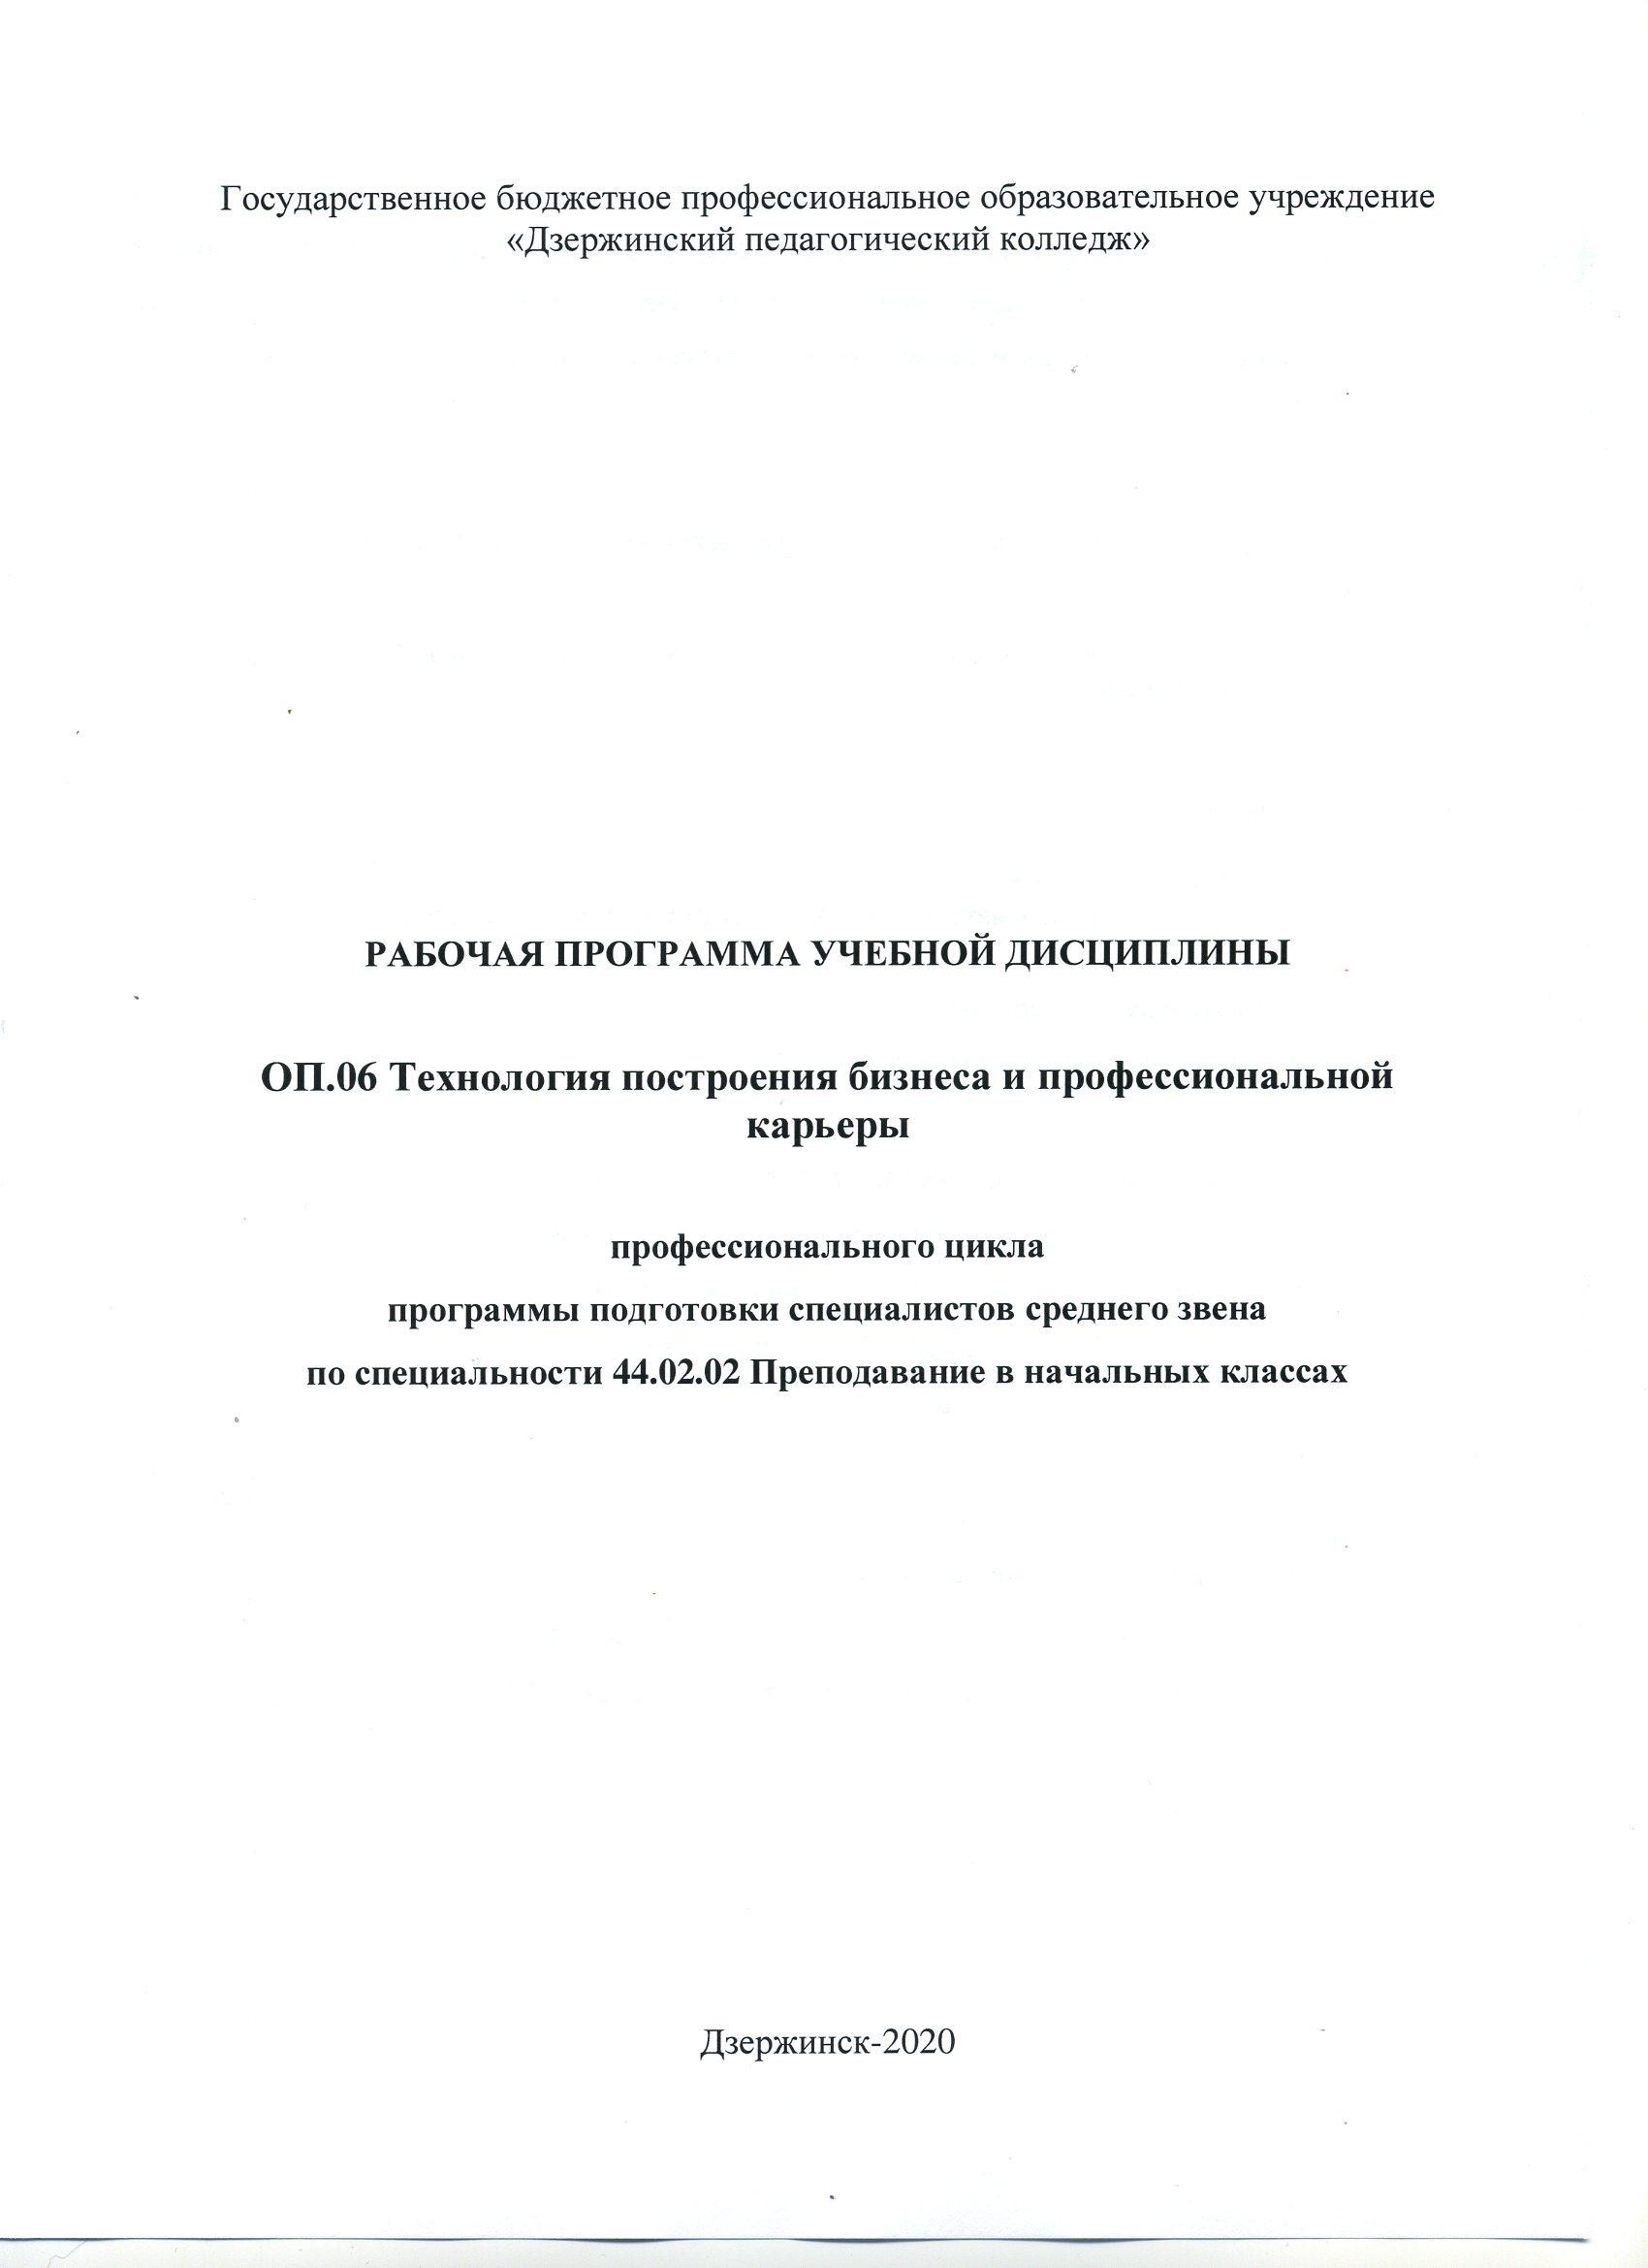 Государственное бюджетное профессиональное образовательное учреждение
«Дзержинский педагогический колледж»
РАБОЧАЯ ПРОГРАММА УЧЕБНОЙ ДИСЦИПЛИНЫ
ОП.06 Технология построения бизнеса и профессиональной
карьеры
профессионального цикла
программы подготовки специалистов среднего звена
по специальности 44.02.02 Преподавание в начальных классах
Дзержинск-2020